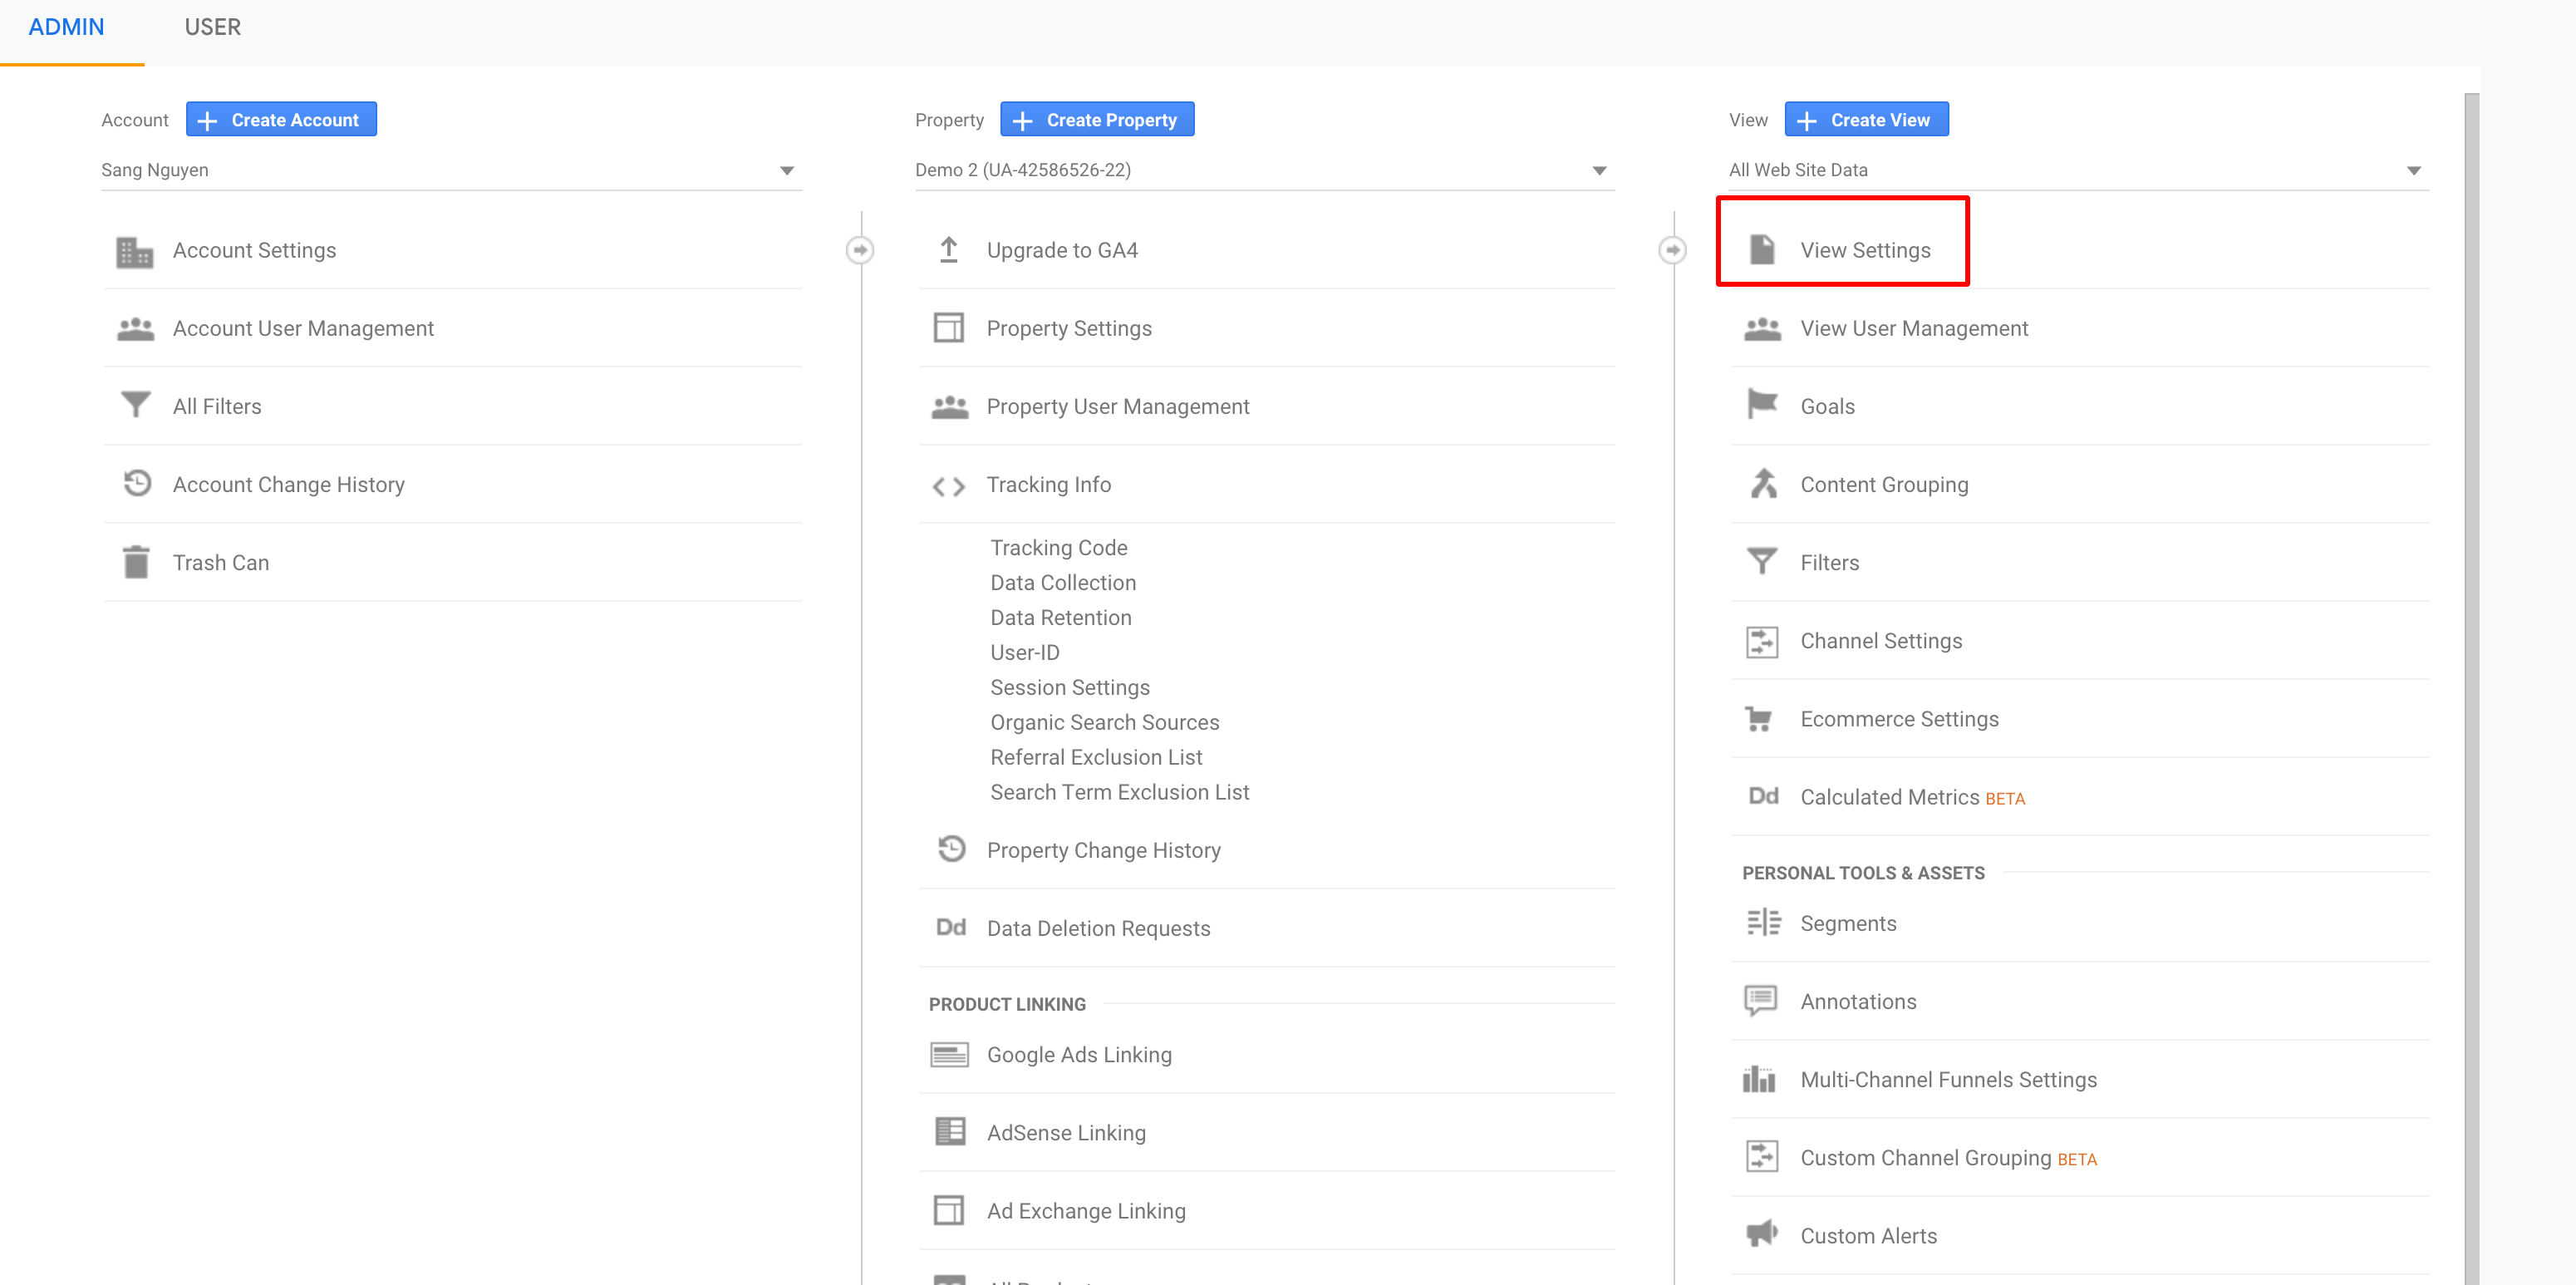 ADMIN
USER
Account
Create Account
Sang Nguyen
Account Settings
Account User Management
All Filters
Account Change History
Trash Can
Property
Create Property
Demo 2 (UA-42586526-22)
Upgrade to GA4
Property Settings
Property User Management
Tracking Info
Tracking Code
Data Collection
Data Retention
User-ID
Session Settings
Organic Search Sources
Referral Exclusion List
Search Term Exclusion List
Property Change History
Dd Data Deletion Requests
PRODUCT LINKING
Google Ads Linking
AdSense Linking
Ad Exchange Linking
View
Create View
All Web Site Data
View Settings
View User Management
Goals
Content Grouping
Filters
Channel Settings
Ecommerce Settings
Dd Calculated Metrics BETA
PERSONAL TOOLS & ASSETS
Segments
Annotations
Multi-Channel Funnels Settings
Custom Channel Grouping BETA
Custom Alerts